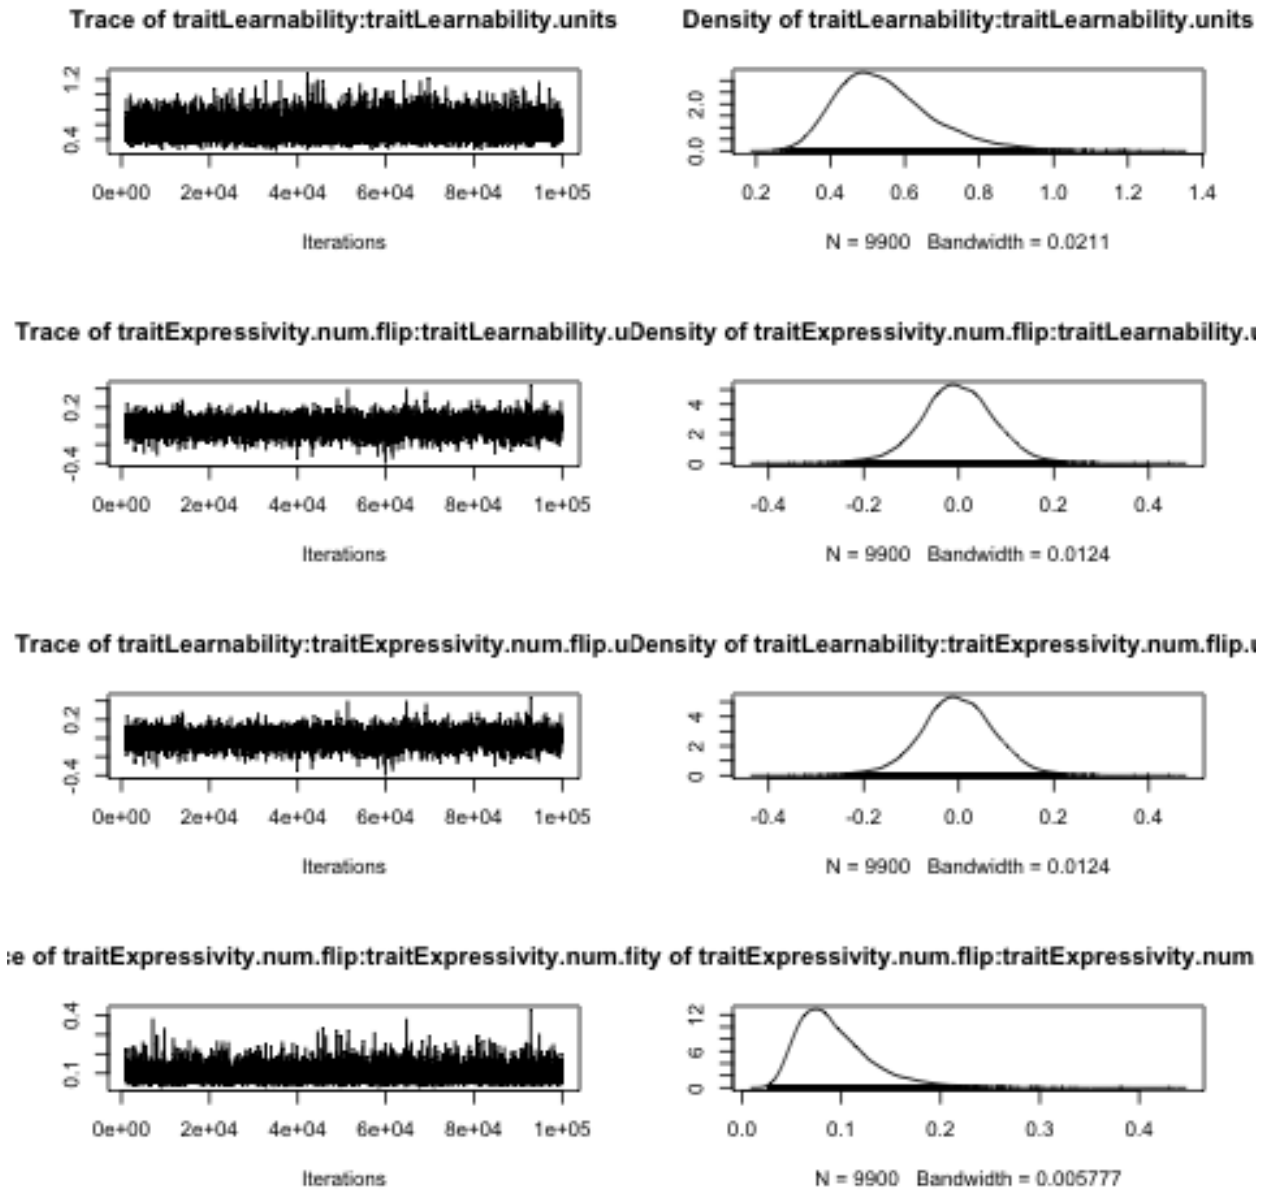 Trace of traitLearnability:traitLearnability.units
Density of traitLearnability:traitLearnability.units
1.2
0.4
0e+00 2e+04 4e+04 6e+04 8e+04 1e+05
Iterations
2.0
0.0
0.2 0.4 0.6 0.8 1.0 1.2 1.4
N = 9900 Bandwidth = 0.0211
Trace of traitExpressivity.num.flip:traitLearnability.u
Density of traitExpressivity.num.flip:traitLearnability.u
0.2
-0.4
0e+00 2e+04 4e+04 6e+04 8e+04 1e+05
Iterations
4
2
0
-0.4 -0.2 0.0 0.2 0.4
N = 9900 Bandwidth = 0.0124
Trace of traitLearnability:traitExpressivity.num.flip.u
Density of traitLearnability:traitExpressivity.num.flip.u
0.2
-0.4
0e+00 2e+04 4e+04 6e+04 8e+04 1e+05
Iterations
4
2
0
-0.4 -0.2 0.0 0.2 0.4
N = 9900 Bandwidth = 0.0124
ce of traitExpressivity.num.flip:traitExpressivity.num.f
ity of traitExpressivity.num.flip:traitExpressivity.num
0.4
0.1
0e+00 2e+04 4e+04 6e+04 8e+04 1e+05
Iterations
12
6
0
0.0 0.1 0.2 0.3 0.4
N = 9900 Bandwidth = 0.005777